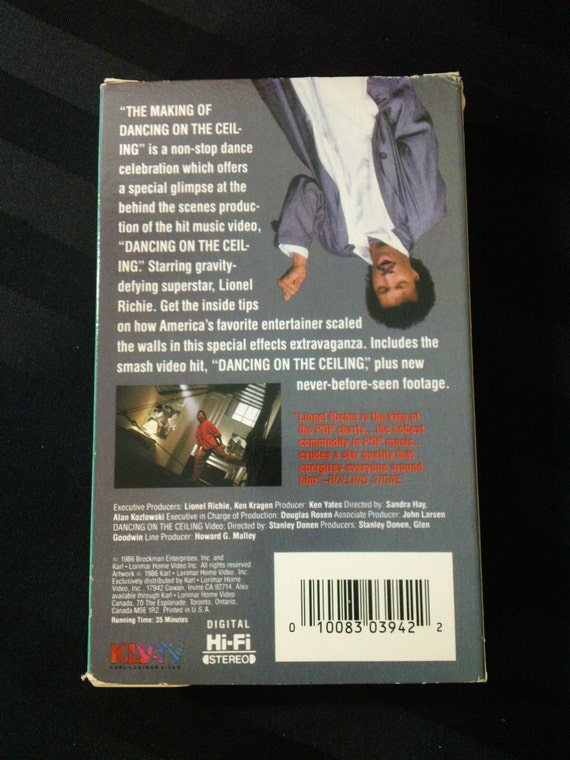 “THE MAKING OF
DANCING ON THE CEIL-
ING” is a non-stop dance
celebration which offers
a special glimpse at the
behind the scenes produc-
tion of the hit music video,
“DANCING ON THE CEIL-
ING.” Starring gravity-
defying superstar, Lionel
Richie. Get the inside tips
on how America’s favorite entertainer scaled
the walls in this special effects extravaganza. Includes the
smash video hit, “DANCING ON THE CEILING,” plus new
never-before-seen footage.
“Lionel Richie is the king of
the POP charts...the hottest
commodity in POP music...
exudes a star quality that
energizes everyone around
him.”–ROLLING STONE
Executive Producers: Lionel Richie, Ken Kragen Producer: Ken Yates Directed by: Sandra Hay,
Alan Kozlowski Executive in Charge of Production: Douglas Rosen Associate Producer: John Larsen
DANCING ON THE CEILING Video: Directed by: Stanley Donen Producers: Stanley Donen, Glen
Goodwin Line Producer: Howard G. Malley
© 1986 Brockman Enterprises, Inc. and
Karl • Lorimar Home Video Inc. All rights reserved
Artwork © 1986 Karl • Lorimar Home Video, Inc.
Exclusively distributed by Karl • Lorimar Home
Video Inc., 17942 Cowan, Irvine CA 92714. Also
available through Karl • Lorimar Home Video
Canada, 70 The Esplanade, Toronto, Ontario,
Canada M5E 1R2. Printed in U.S.A.
Running Time: 35 Minutes
DIGITAL
Hi-Fi
STEREO
KLV-TV
KARL-LORIMAR VIDEO
0 10083 03942 2